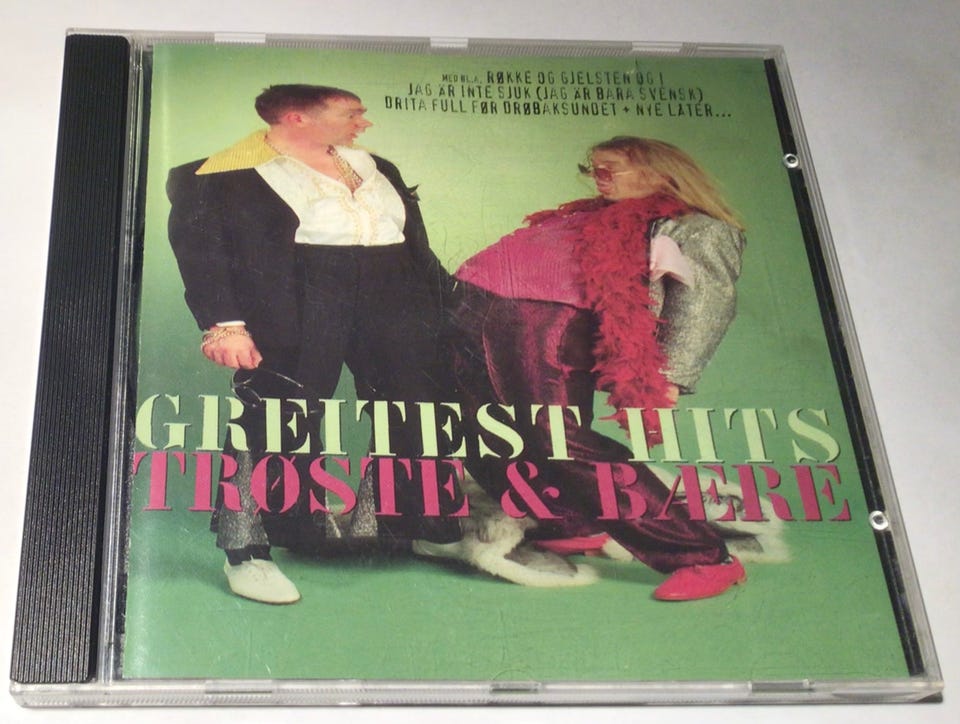 MED BL.A. RØKKE OG GJELSTEN OG I
JAG ÄR INTE SJUK (JAG ÄR BARA SVENSK)
DRITA FULL FØR DRØBAKSUNDET + NYE LÅTER...
GREITEST HITS
TRØSTE & BÆRE